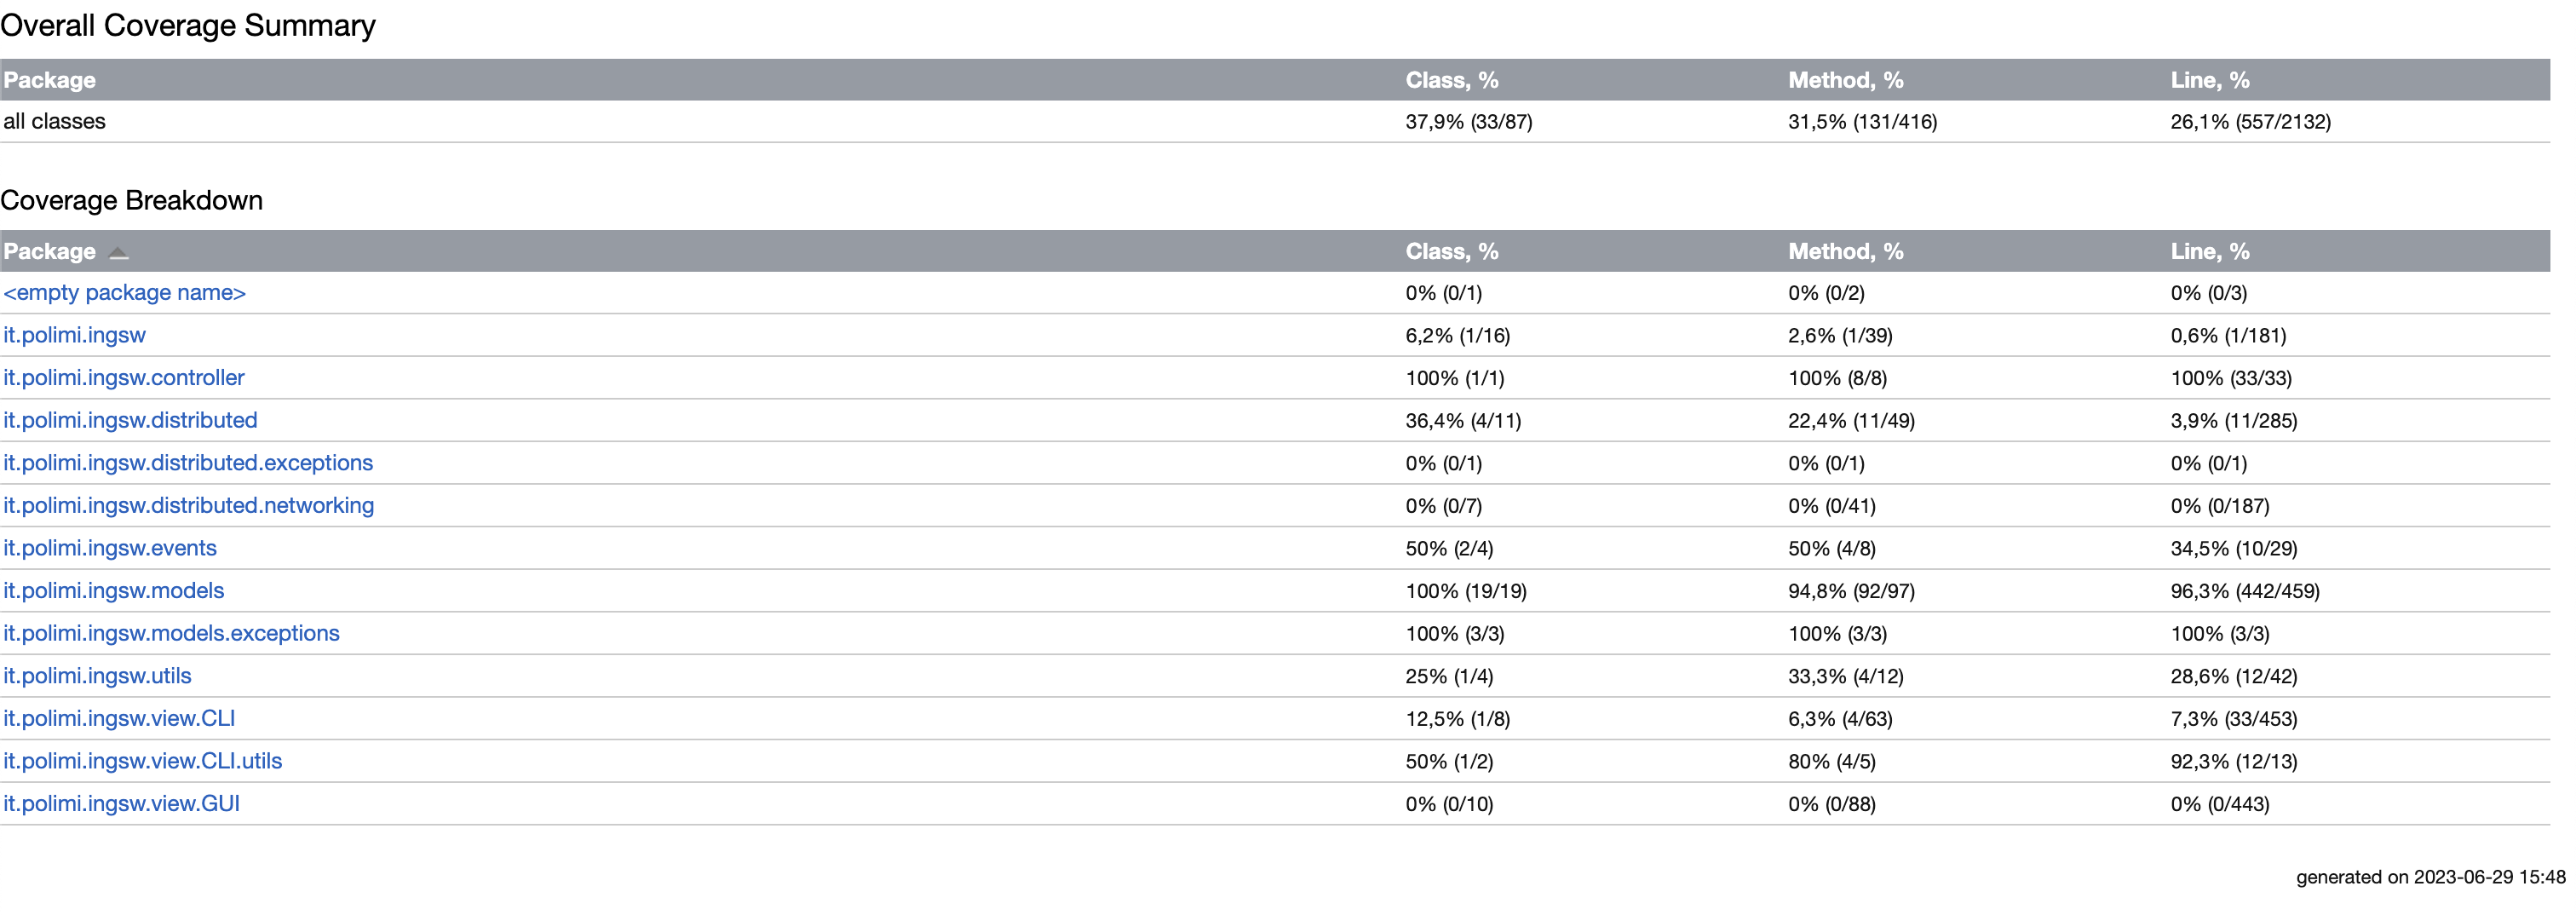 Overall Coverage Summary
Package Class, % Method, % Line, %
all classes 37,9% (33/87) 31,5% (131/416) 26,1% (557/2132)
Coverage Breakdown
Package Class, % Method, % Line, %
<empty package name> 0% (0/1) 0% (0/2) 0% (0/3)
it.polimi.ingsw 6,2% (1/16) 2,6% (1/39) 0,6% (1/181)
it.polimi.ingsw.controller 100% (1/1) 100% (8/8) 100% (33/33)
it.polimi.ingsw.distributed 36,4% (4/11) 22,4% (11/49) 3,9% (11/285)
it.polimi.ingsw.distributed.exceptions 0% (0/1) 0% (0/1) 0% (0/1)
it.polimi.ingsw.distributed.networking 0% (0/7) 0% (0/41) 0% (0/187)
it.polimi.ingsw.events 50% (2/4) 50% (4/8) 34,5% (10/29)
it.polimi.ingsw.models 100% (19/19) 94,8% (92/97) 96,3% (442/459)
it.polimi.ingsw.models.exceptions 100% (3/3) 100% (3/3) 100% (3/3)
it.polimi.ingsw.utils 25% (1/4) 33,3% (4/12) 28,6% (12/42)
it.polimi.ingsw.view.CLI 12,5% (1/8) 6,3% (4/63) 7,3% (33/453)
it.polimi.ingsw.view.CLI.utils 50% (1/2) 80% (4/5) 92,3% (12/13)
it.polimi.ingsw.view.GUI 0% (0/10) 0% (0/88) 0% (0/443)
generated on 2023-06-29 15:48